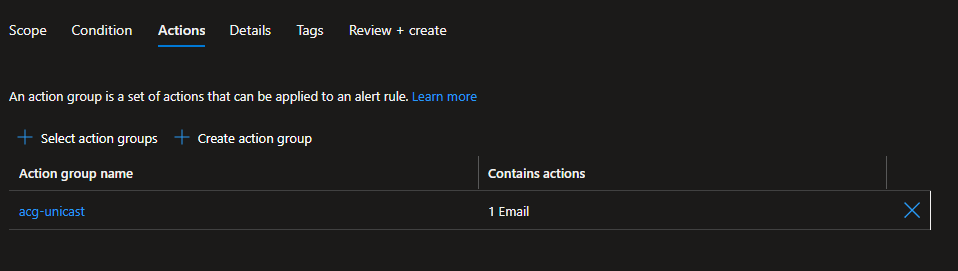 Scope Condition Actions Details Tags Review + create
An action group is a set of actions that can be applied to an alert rule. Learn more
Select action groups Create action group
Action group name Contains actions
acg-unicast 1 Email